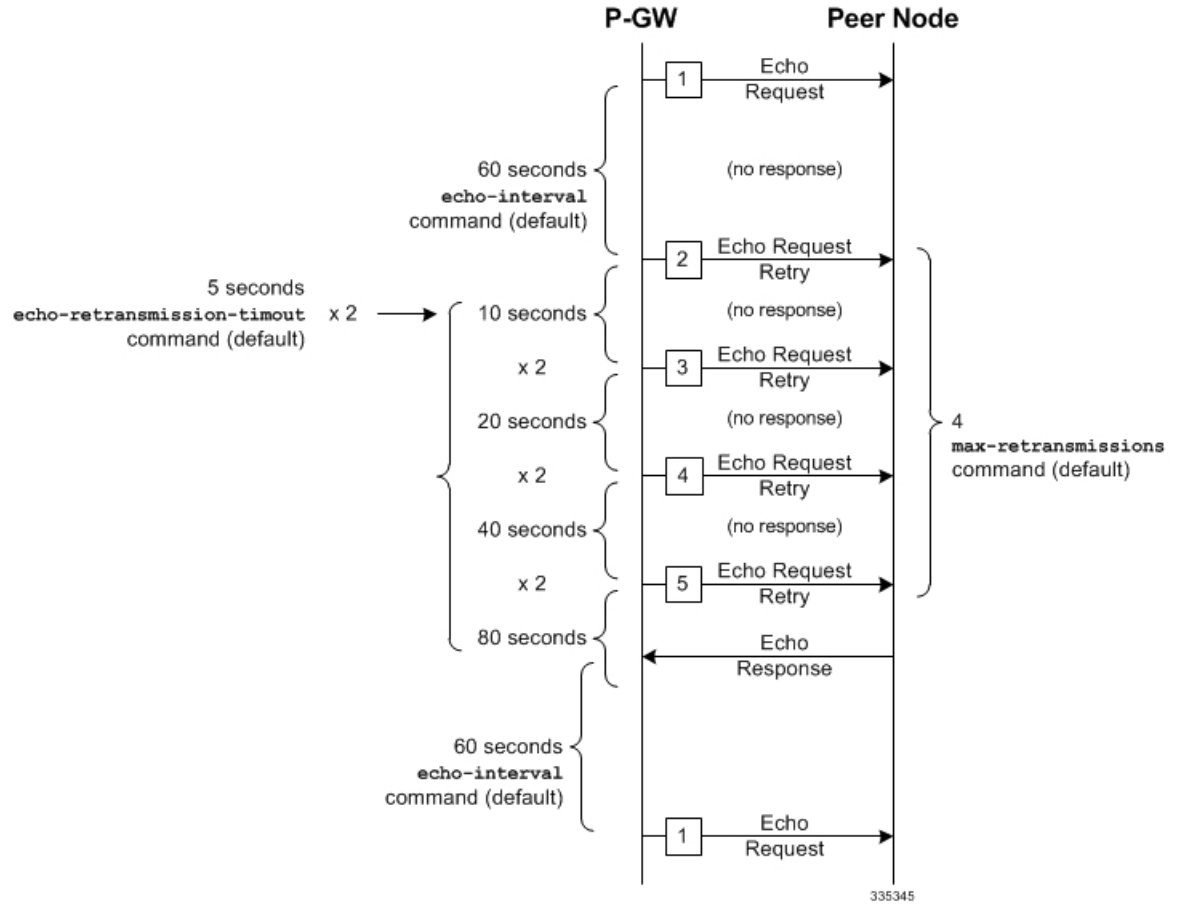 P-GW
Peer Node
1
Echo
Request
60 seconds
echo-interval
command (default)
(no response)
2
Echo Request
Retry
5 seconds
echo-retransmission-timout
command (default)
x 2
10 seconds
(no response)
x 2
3
Echo Request
Retry
20 seconds
(no response)
4
max-retransmissions
command (default)
x 2
4
Echo Request
Retry
40 seconds
(no response)
x 2
5
Echo Request
Retry
80 seconds
Echo
Response
60 seconds
echo-interval
command (default)
1
Echo
Request
335345